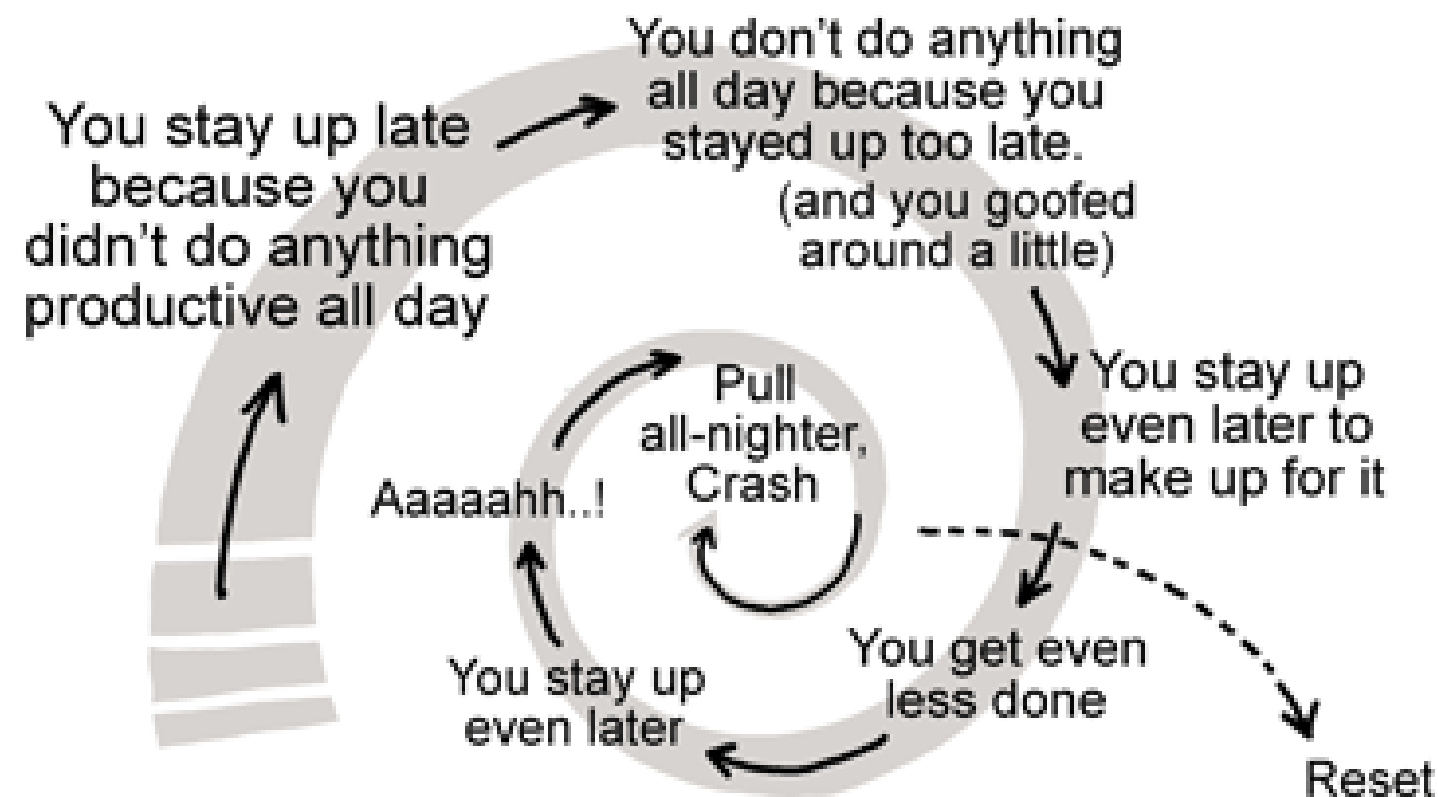 You stay up late
because you
didn't do anything
productive all day
You don't do anything
all day because you
stayed up too late.
(and you goofed
around a little)
You stay up
even later to
make up for it
You get even
less done
You stay up
even later
Aaaaahh..!
Pull
all-nighter,
Crash
Reset